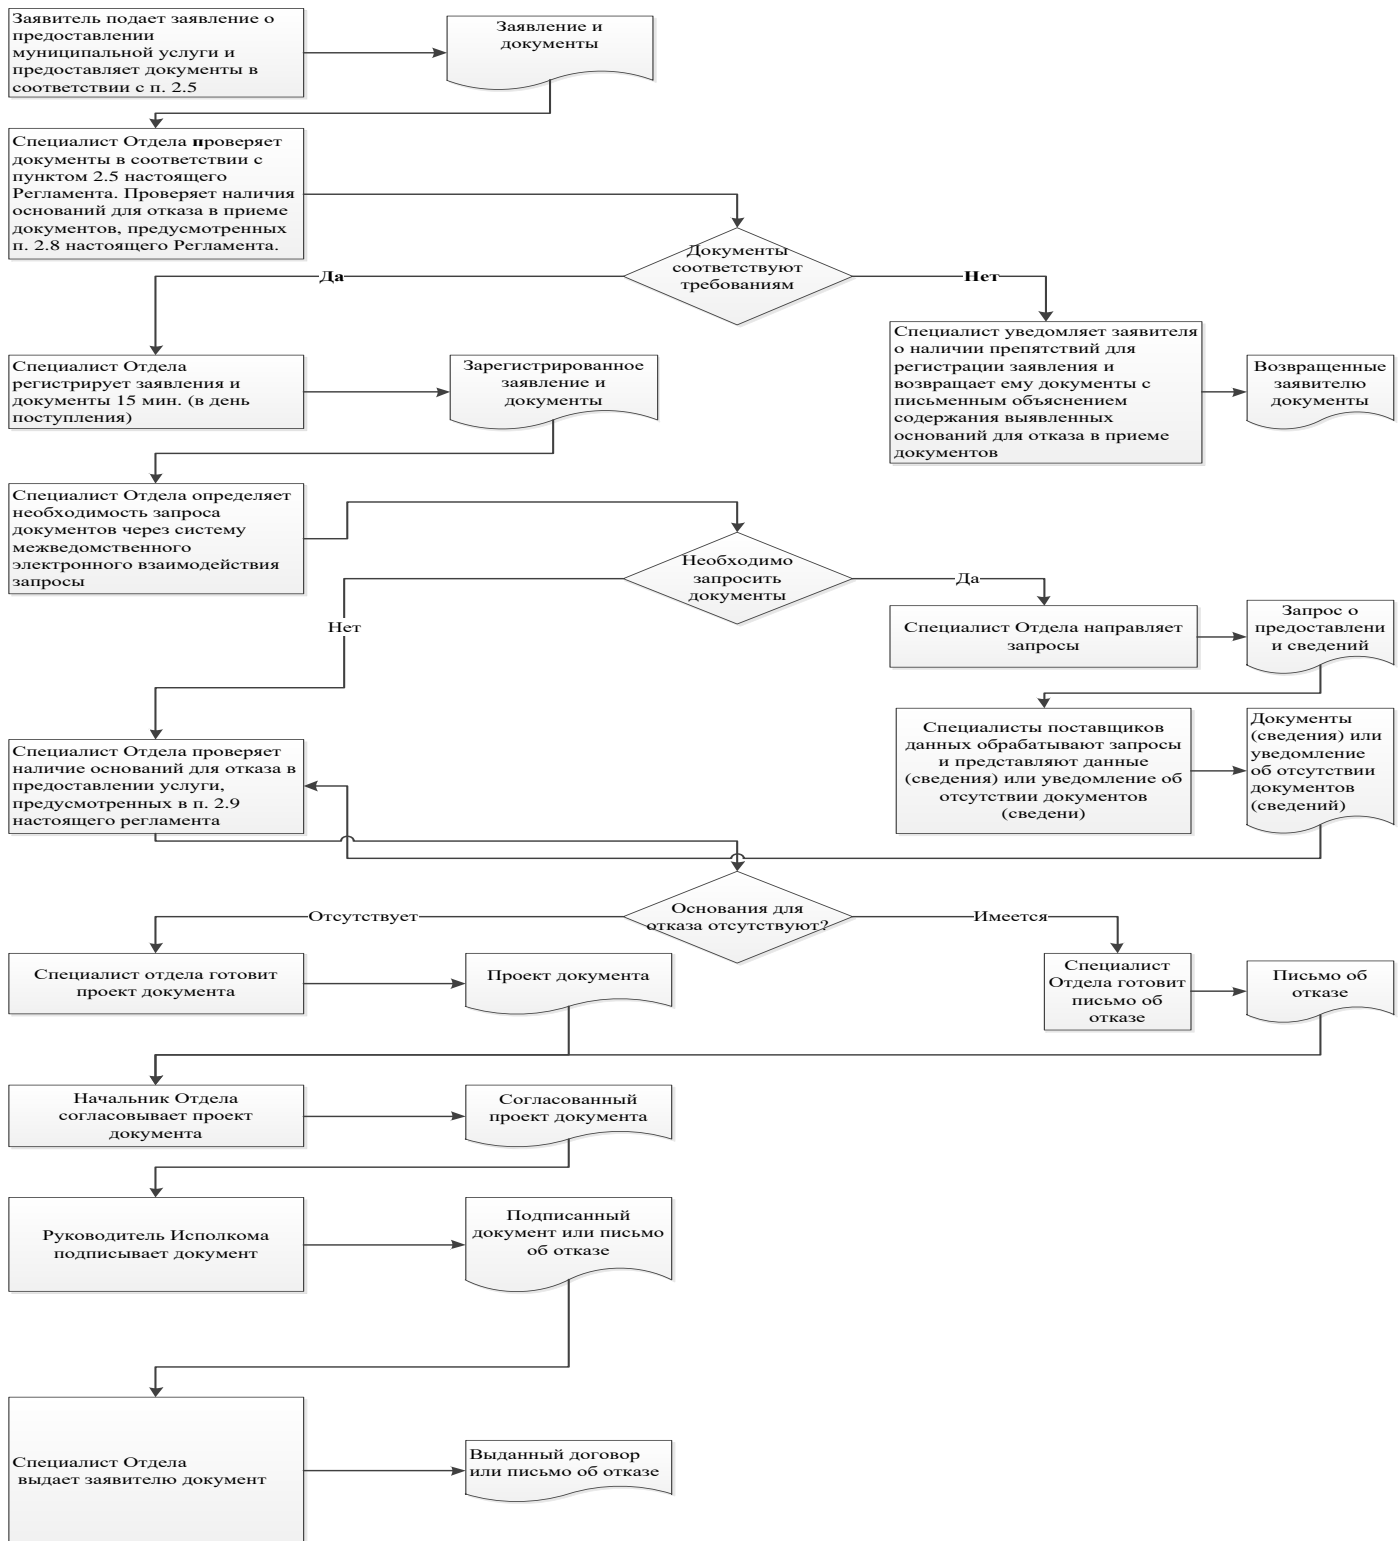 Заявитель подает заявление о
предоставлении
муниципальной услуги и
предоставляет документы в
соответствии с п. 2.5
Заявление и
документы
Специалист Отдела проверяет
документы в соответствии с
пунктом 2.5 настоящего
Регламента. Проверяет наличия
оснований для отказа в приеме
документов, предусмотренных
п. 2.8 настоящего Регламента.
Документы
соответствуют
требованиям
Да
Нет
Специалист Отдела
регистрирует заявления и
документы 15 мин. (в день
поступления)
Зарегистрированное
заявление и
документы
Специалист уведомляет заявителя
о наличии препятствий для
регистрации заявления и
возвращает ему документы с
письменным объяснением
содержания выявленных
оснований для отказа в приеме
документов
Возвращенные
заявителю
документы
Специалист Отдела определяет
необходимость запроса
документов через систему
межведомственного
электронного взаимодействия
запросы
Необходимо
запросить
документы
Да
Нет
Специалист Отдела направляет
запросы
Запрос о
предоставлени
и сведений
Специалисты поставщиков
данных обрабатывают запросы
и представляют данные
(сведения) или уведомление об
отсутствии документов
(сведени)
Документы
(сведения) или
уведомление
об отсутствии
документов
(сведений)
Специалист Отдела проверяет
наличие оснований для отказа в
предоставлении услуги,
предусмотренных в п. 2.9
настоящего регламента
Основания для
отказа отсутствуют?
Отсутствует
Имеется
Специалист отдела готовит
проект документа
Проект документа
Специалист
Отдела готовит
письмо об
отказе
Письмо об
отказе
Начальник Отдела
согласовывает проект
документа
Согласованный
проект документа
Руководитель Исполкома
подписывает документ
Подписанный
документ или письмо
об отказе
Специалист Отдела
выдает заявителю документ
Выданный договор
или письмо об отказе